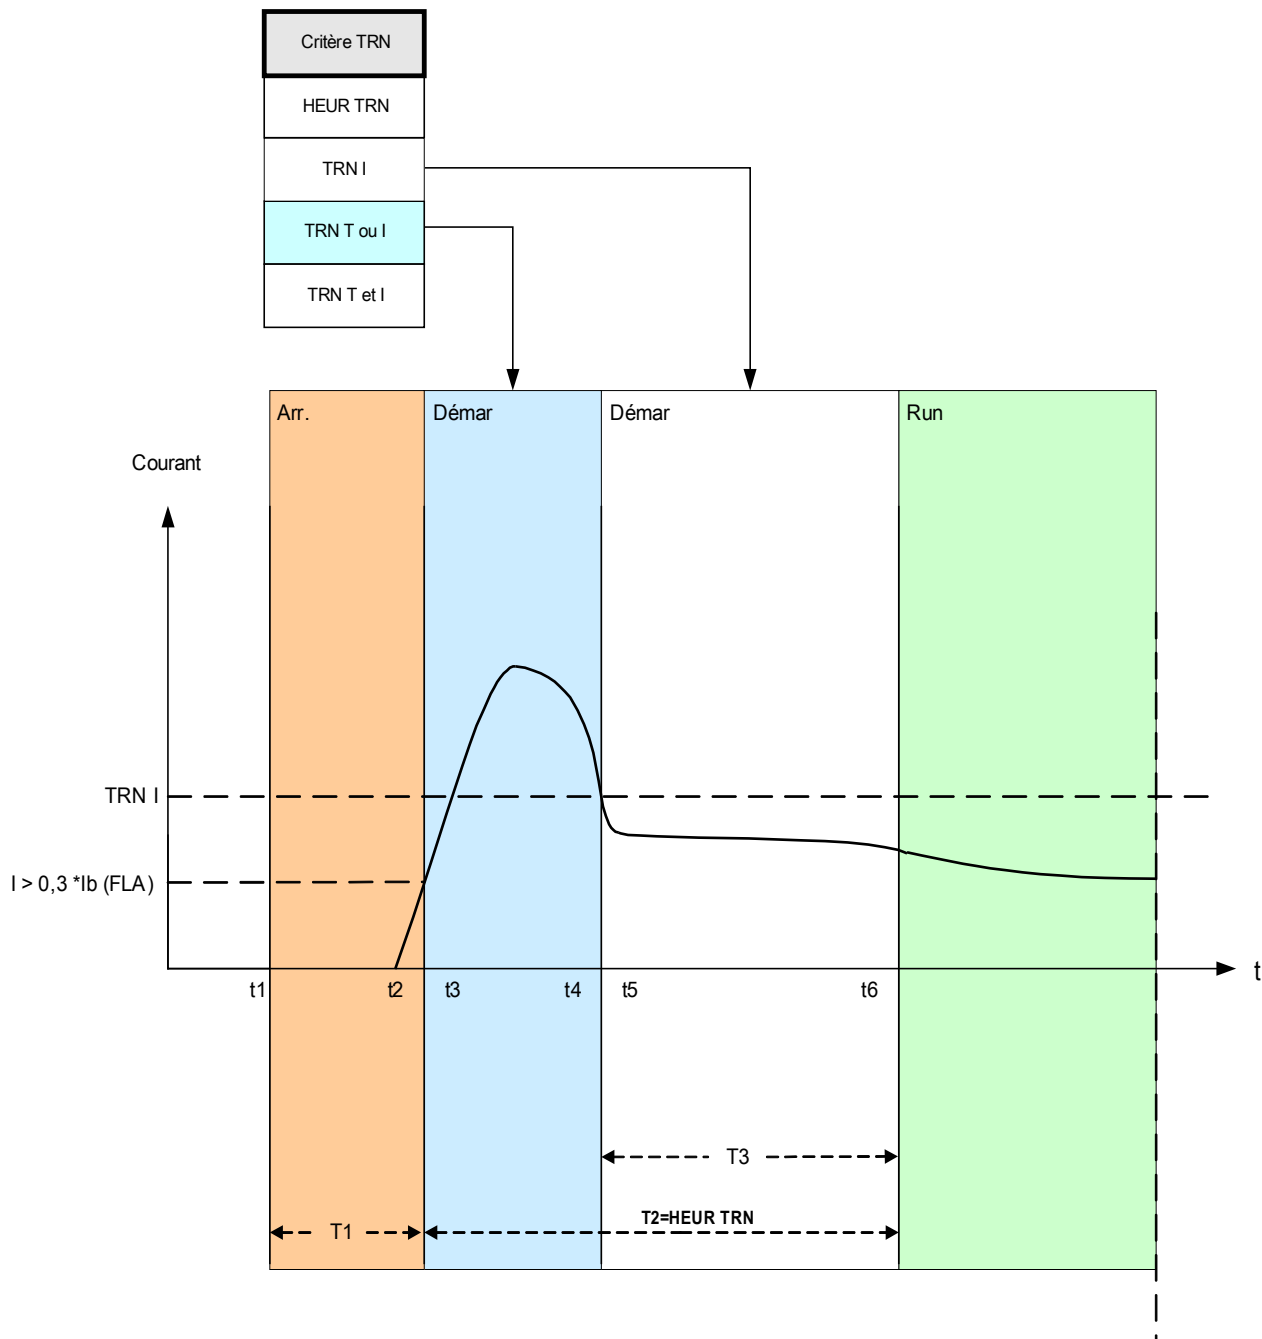 Critère TRN
HEUR TRN
TRN I
TRN T ou I
TRN T et I
Arr.
Démar
Démar
Run
Courant
TRN I
I > 0,3 *Ib (FLA)
t1
t2
t3
t4
t5
t6
t
T3
T2=HEUR TRN
T1